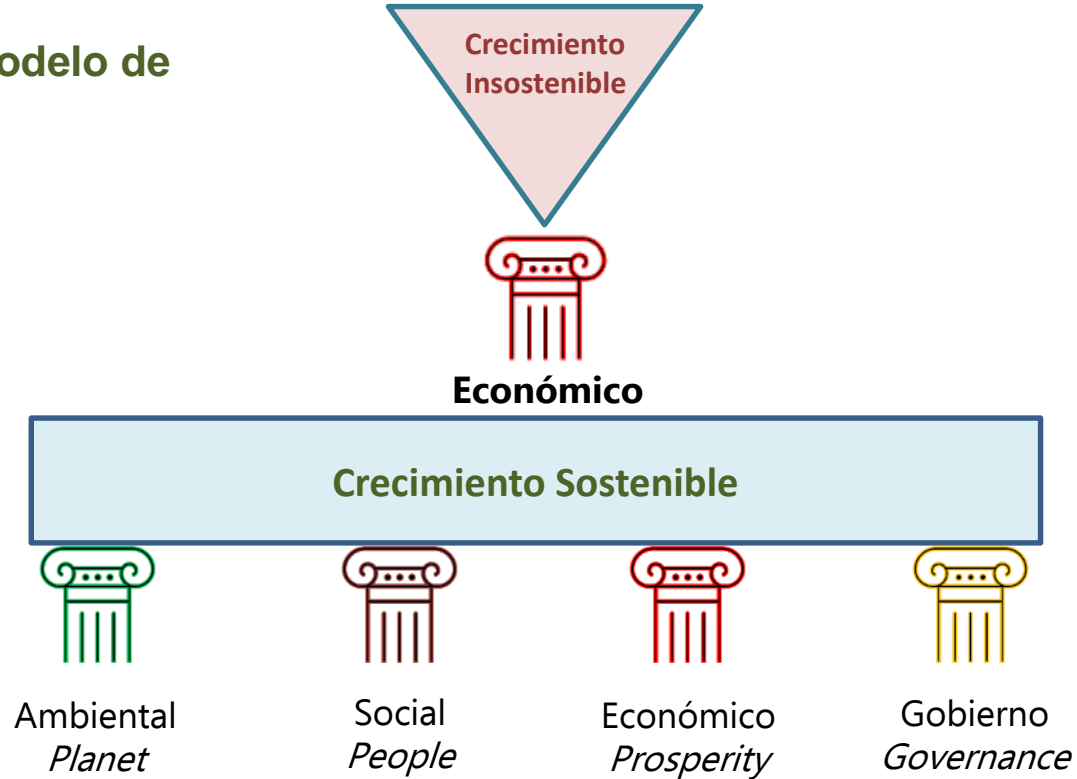 odelo de
Crecimiento
Insostenible
Económico
Crecimiento Sostenible
Ambiental
Planet
Social
People
Económico
Prosperity
Gobierno
Governance